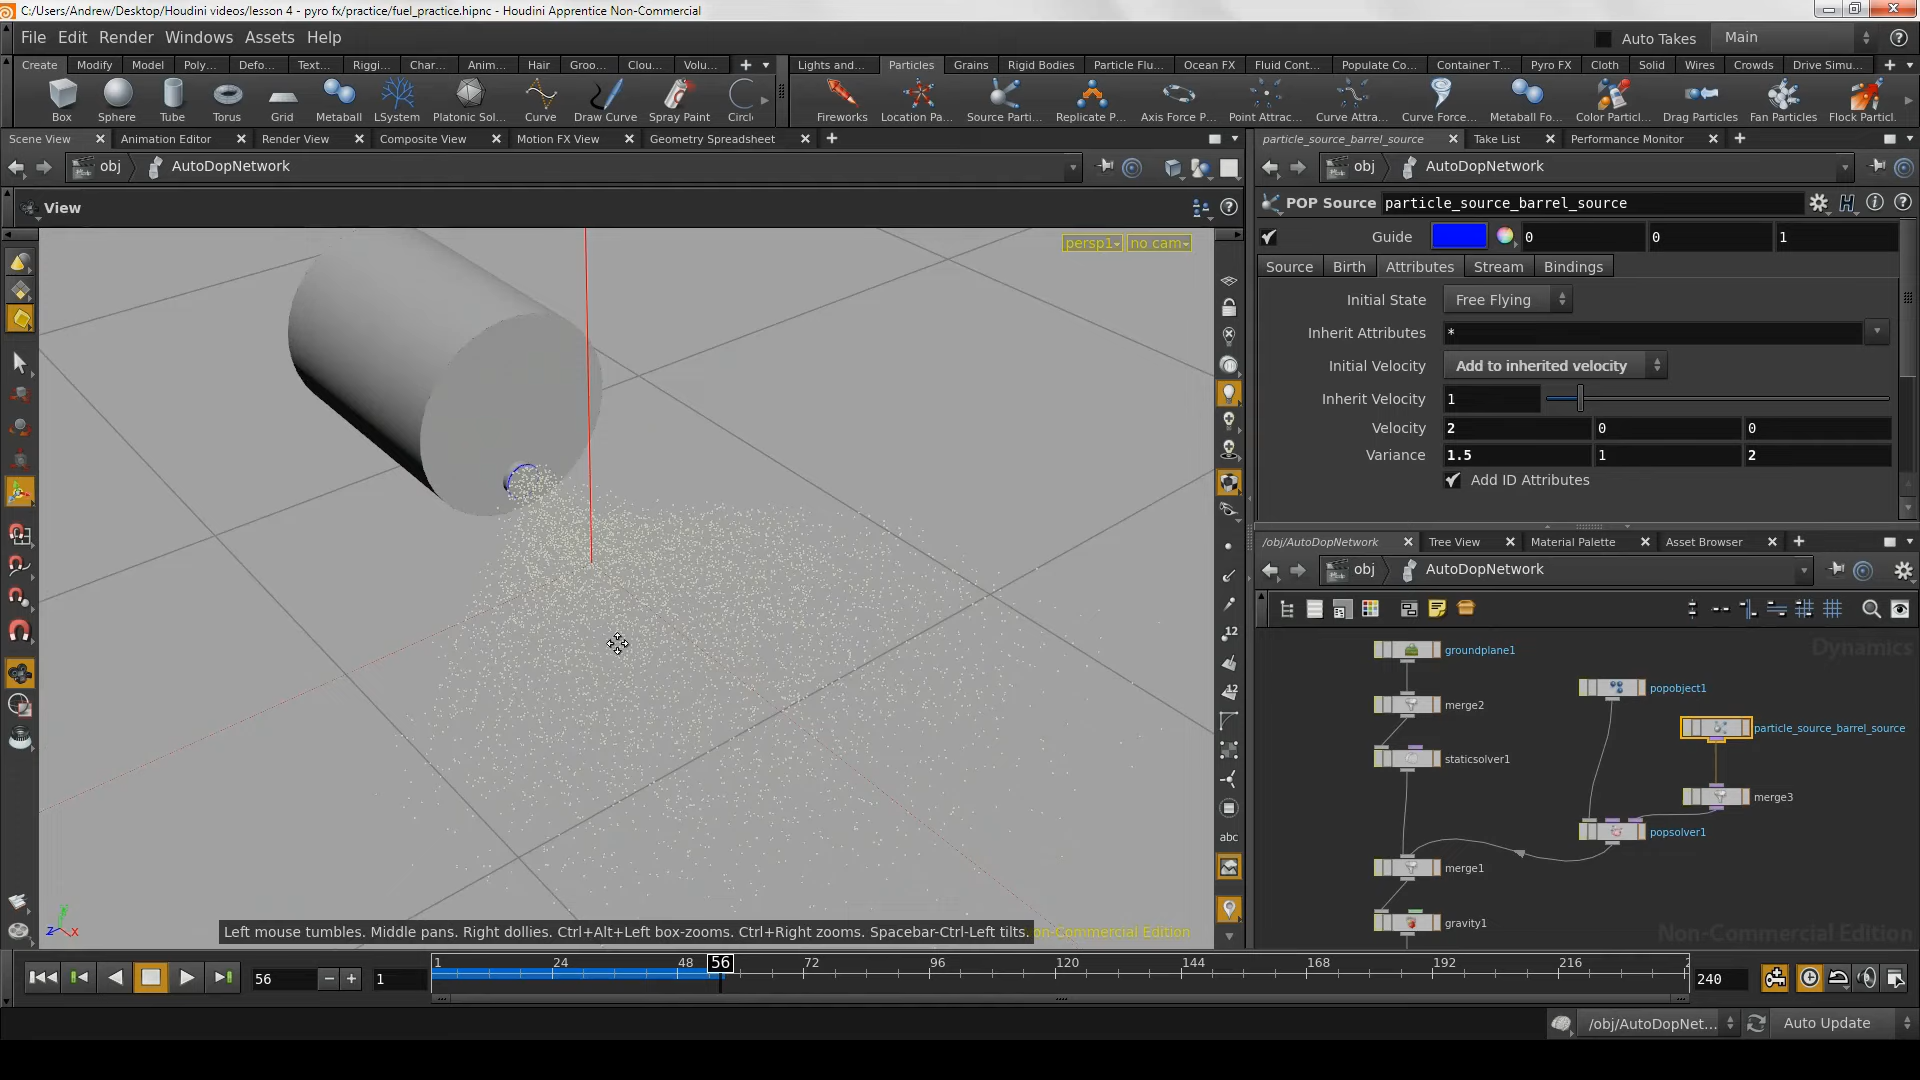 C:/Users/Andrew/Desktop/Houdini videos/lesson 4 - pyro fx/practice/fuel_practice.hipnc - Houdini Apprentice Non-Commercial
File Edit Render Windows Assets Help
Auto Takes Main
Create Modify Model Poly... Defo... Text... Riggi... Char... Anim... Hair Groo... Clou... Volu...
Lights and... Particles Grains Rigid Bodies Particle Flu... Ocean FX Fluid Cont... Populate Co... Container T... Pyro FX Cloth Solid Wires Crowds Drive Simu...
Box Sphere Tube Torus Grid Metaball LSystem Platonic Sol... Curve Draw Curve Spray Paint Circl
Fireworks Location Pa... Source Parti... Replicate P... Axis Force P... Point Attrac... Curve Attra... Curve Force... Metaball Fo... Color Particl... Drag Particles Fan Particles Flock Particl.
Scene View Animation Editor Render View Composite View Motion FX View Geometry Spreadsheet
particle_source_barrel_source Take List Performance Monitor
obj AutoDopNetwork
obj AutoDopNetwork
View
POP Source particle_source_barrel_source
persp1 no cam
Guide 0 0 1
Source Birth Attributes Stream Bindings
Initial State Free Flying
Inherit Attributes *
Initial Velocity Add to inherited velocity
Inherit Velocity 1
Velocity 2 0 0
Variance 1.5 1 2
Add ID Attributes
/obj/AutoDopNetwork Tree View Material Palette Asset Browser
obj AutoDopNetwork
12
12
abc
Dynamics
groundplane1
popobject1
merge2
particle_source_barrel_source
staticsolver1
merge3
popsolver1
merge1
gravity1
Non-Commercial Edition
Z X
Left mouse tumbles. Middle pans. Right dollies. Ctrl+Alt+Left box-zooms. Ctrl+Right zooms. Spacebar-Ctrl-Left tilts.
on-Commercial Edition
56 1
1 24 48 56 72 96 120 144 168 192 216 2
240
/obj/AutoDopNet... Auto Update